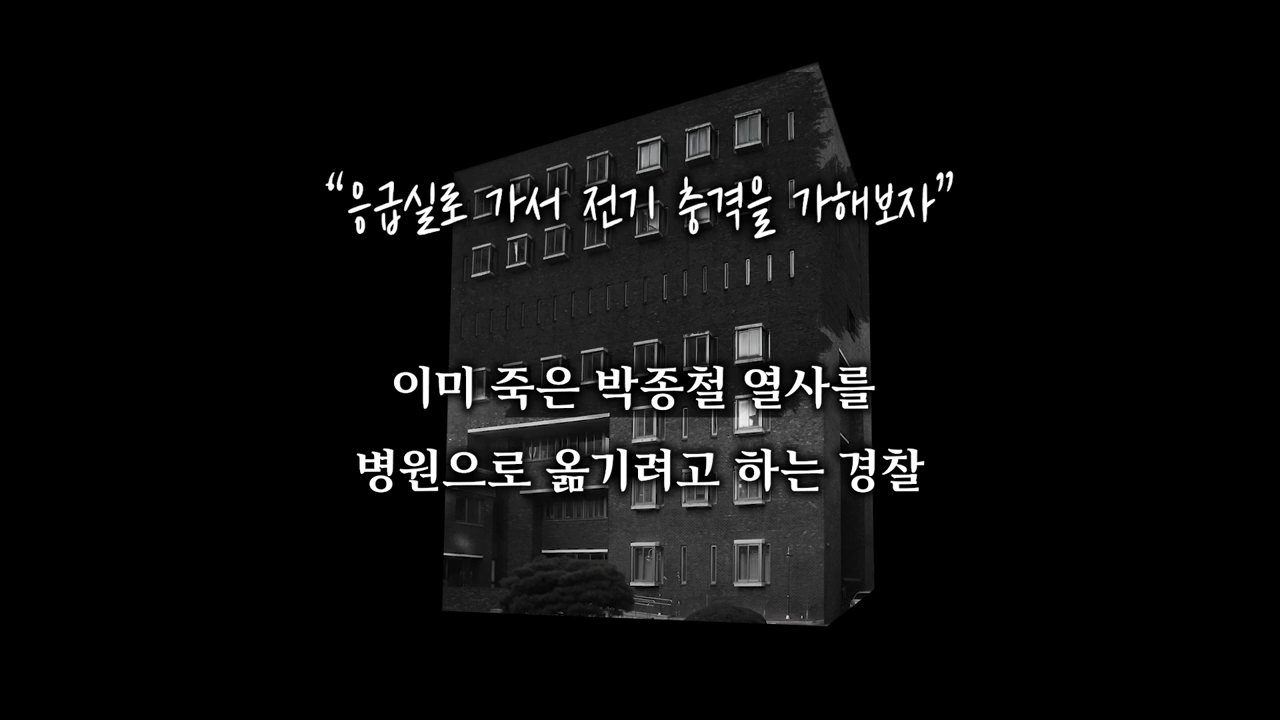 “응급실로 가서 전기 충격을 가해보자”
이미 죽은 박종철 열사를
병원으로 옮기려고 하는 경찰